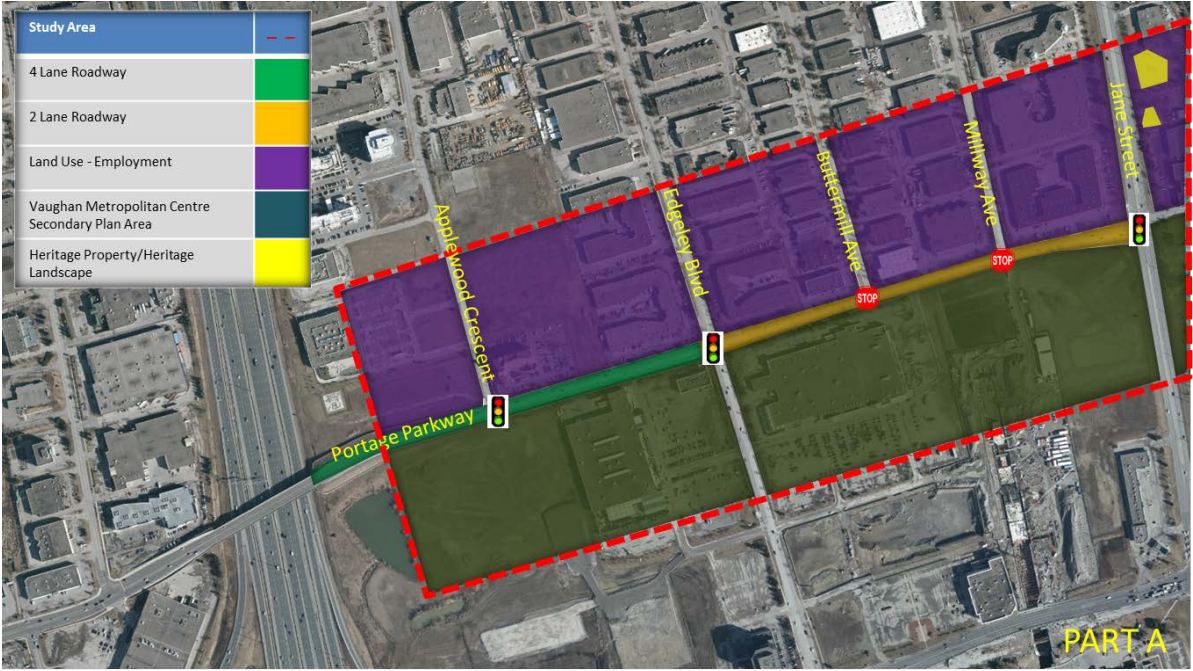 Study Area
4 Lane Roadway
2 Lane Roadway
Land Use - Employment
Vaughan Metropolitan Centre
Secondary Plan Area
Heritage Property/Heritage
Landscape
Applewood Crescent
Edgeley Blvd
Buttermill Ave
Millway Ave
Jane Street
STOP
STOP
Portage Parkway
PART A